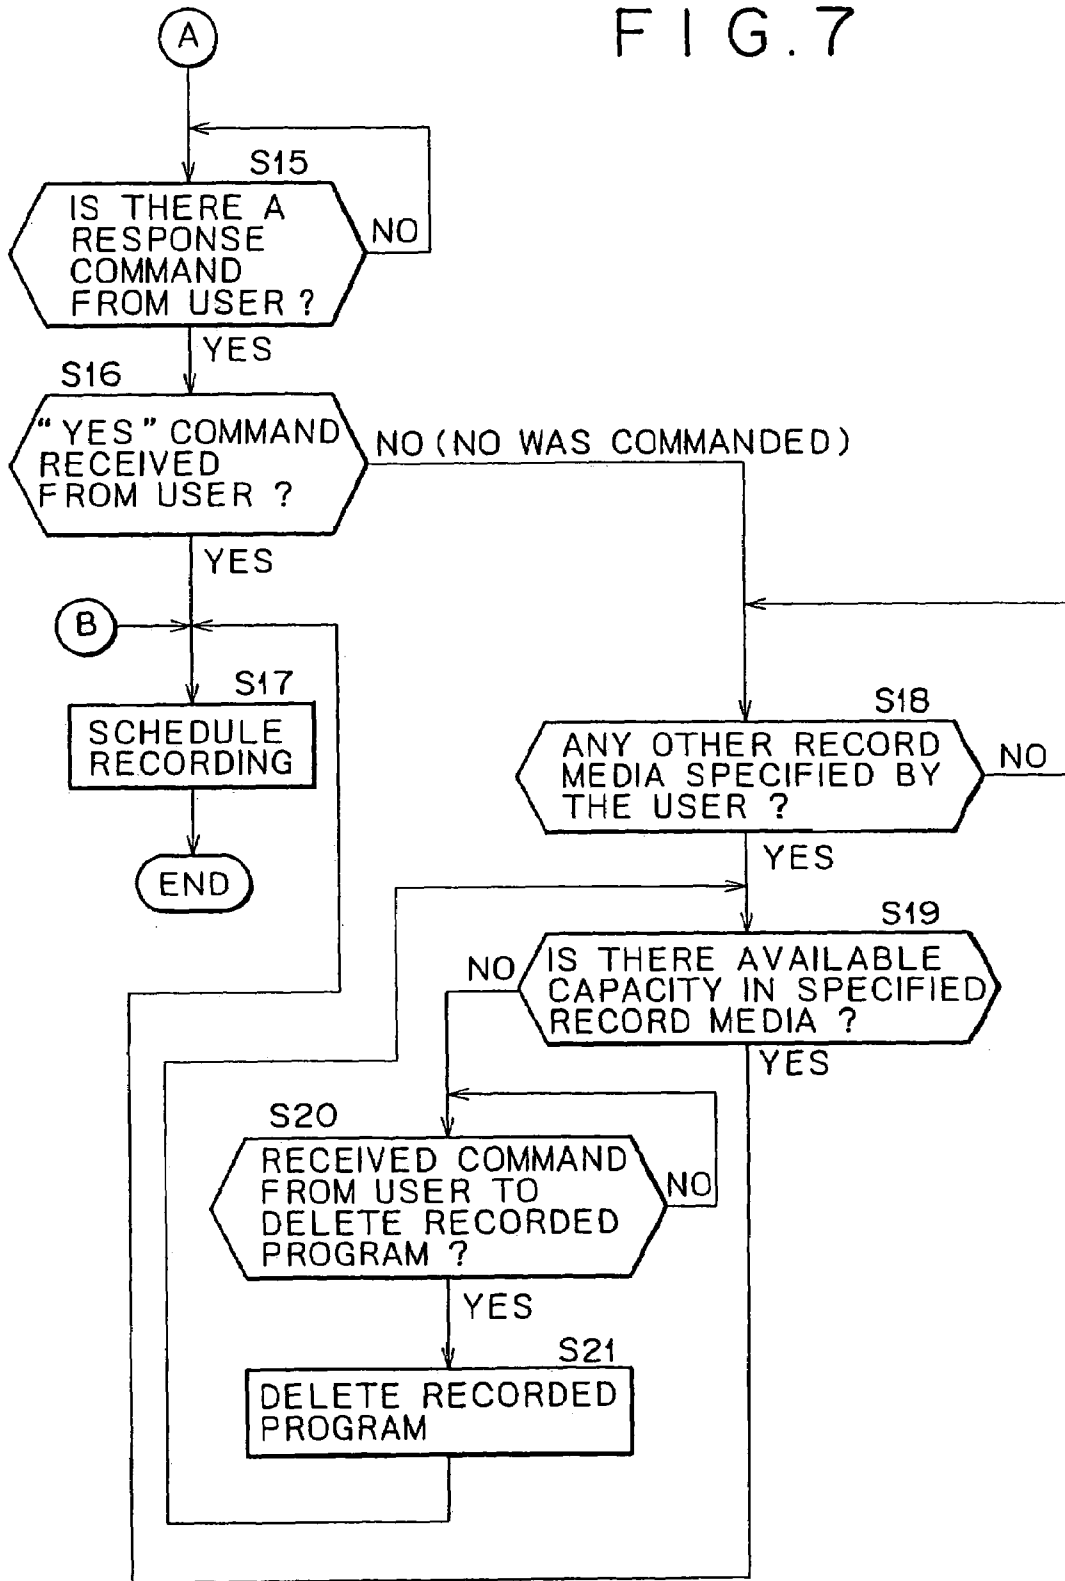 FIG.7
A
S15
IS THERE A
RESPONSE
COMMAND
FROM USER ?
NO
YES
S16
"YES" COMMAND
RECEIVED
FROM USER ?
NO (NO WAS COMMANDED)
YES
B
S17
SCHEDULE
RECORDING
END
S18
ANY OTHER RECORD
MEDIA SPECIFIED BY
THE USER ?
NO
YES
S19
IS THERE AVAILABLE
CAPACITY IN SPECIFIED
RECORD MEDIA ?
NO
YES
S20
RECEIVED COMMAND
FROM USER TO
DELETE RECORDED
PROGRAM ?
NO
YES
S21
DELETE RECORDED
PROGRAM